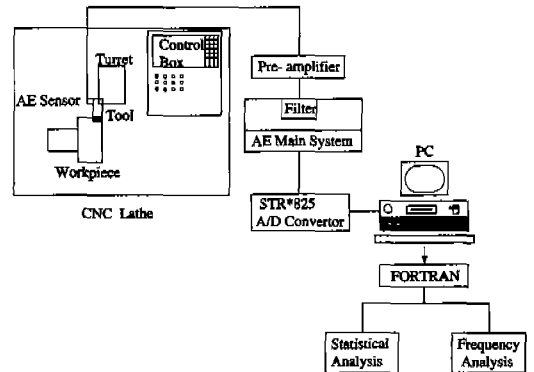 Control
Box
Turret
AE Sensor
Tool
Workpiece
CNC Lathe
Pre- amplifier
Filter
AE Main System
STR*825
A/D Convertor
PC
FORTRAN
Statistical
Analysis
Frequency
Analysis